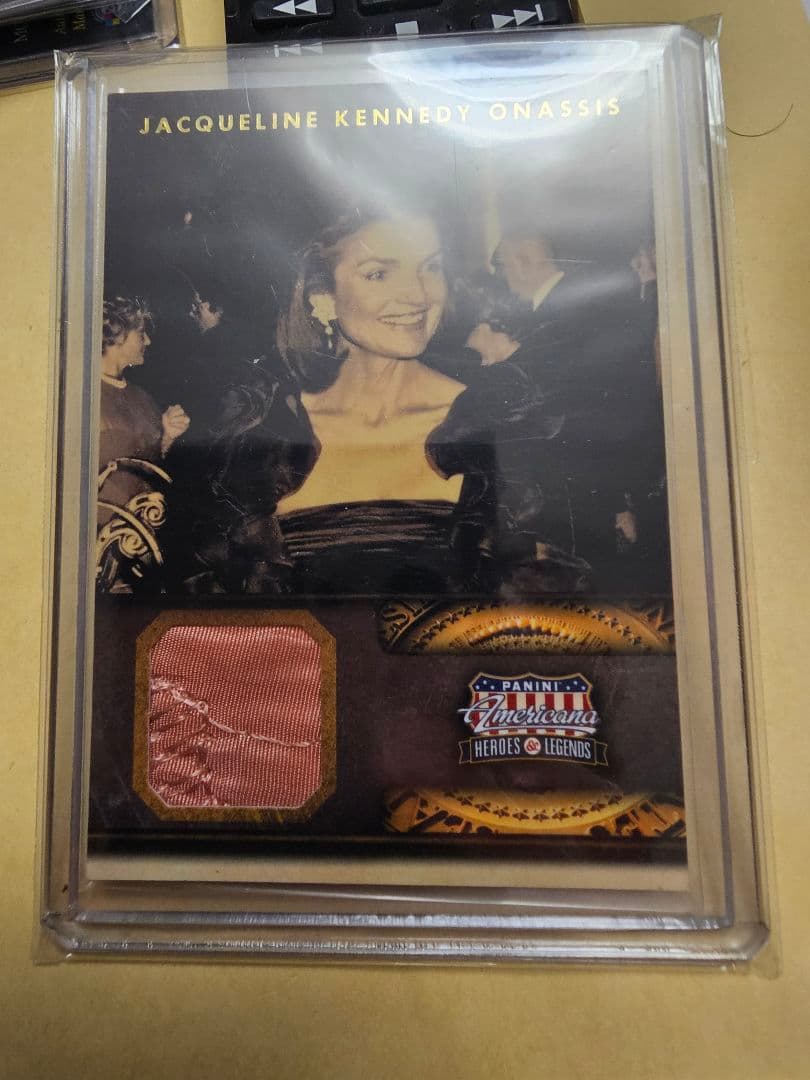 JACQUELINE KENNEDY ONASSIS
PANINI
Americana
HEROES & LEGENDS